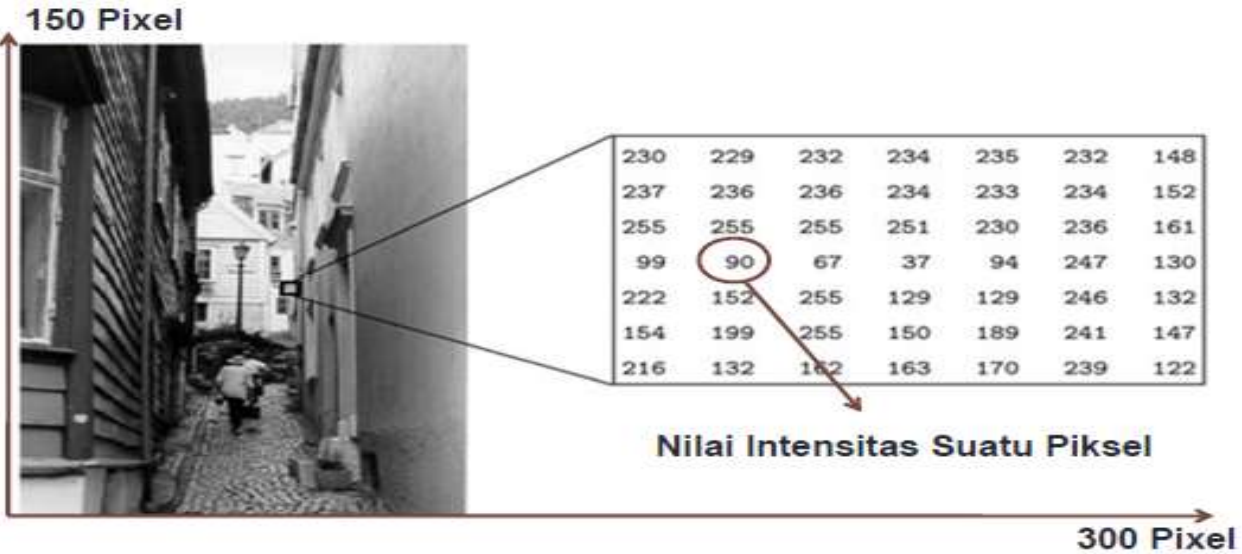 150 Pixel
230 229 232 234 235 232 148
237 236 236 234 233 234 152
255 255 255 251 230 236 161
99 90 67 37 94 247 130
222 152 255 129 129 246 132
154 199 255 150 189 241 147
216 132 162 163 170 239 122
Nilai Intensitas Suatu Piksel
300 Pixel